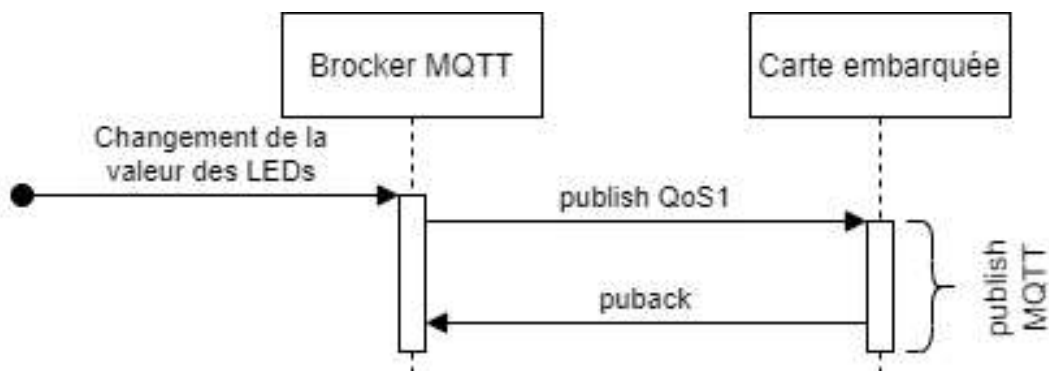 Brocker MQTT
Carte embarquée
Changement de la
valeur des LEDs
publish QoS1
puback
publish
MQTT